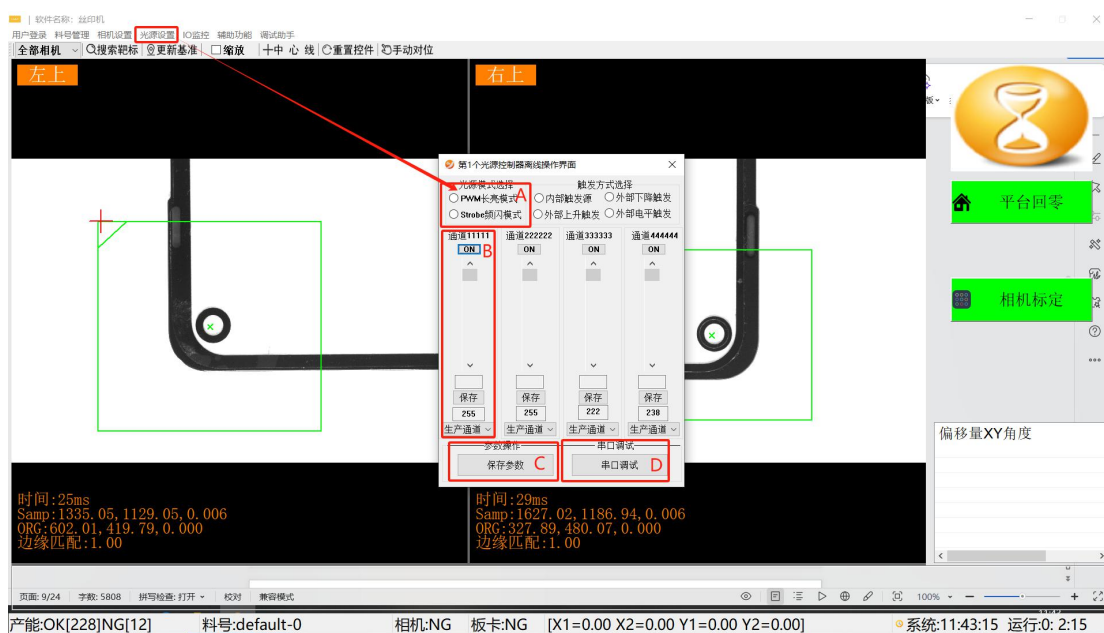 软件名称: 丝印机
用户登录 料号管理 相机设置 光源设置 IO监控 辅助功能 调试助手
全部相机 搜索靶标 更新基准 缩放 十中 心 线 重置控件 手动对位
左上
右上
第1个光源控制器离线操作界面
光源模式选择 触发方式选择
PWM长亮模式 A 内部触发源 外部下降触发
Strobe频闪模式 外部上升触发 外部电平触发
通道11111 通道222222 通道333333 通道444444
ON B ON ON ON
保存 保存 保存 保存
255 255 222 238
生产通道 生产通道 生产通道 生产通道
参数操作 串口调试
保存参数 C 串口调试 D
版
平台回零
相机标定
偏移量XY角度
时间:25ms
Samp:1335.05,1129.05,0.006
ORG:602.01,419.79,0.000
边缘匹配:1.00
时间:29ms
Samp:1627.02,1186.94,0.006
ORG:327.89,480.07,0.000
边缘匹配:1.00
页面: 9/24 字数: 5808 拼写检查: 打开 校对 兼容模式 100%
产能:OK[228]NG[12] 料号:default-0 相机:NG 板卡:NG [X1=0.00 X2=0.00 Y1=0.00 Y2=0.00] 系统:11:43:15 运行:0: 2:15